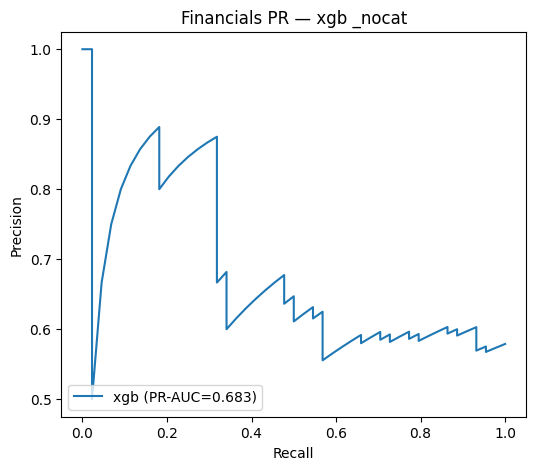 Financials PR — xgb _nocat
Precision
1.0
0.9
0.8
0.7
0.6
0.5
xgb (PR-AUC=0.683)
0.0 0.2 0.4 0.6 0.8 1.0
Recall